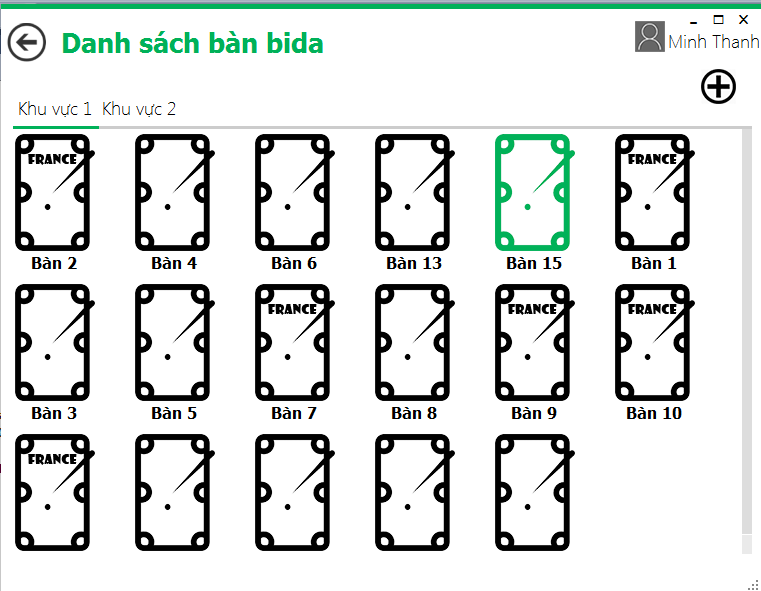 Danh sách bàn bida
Minh Thanh
Khu vực 1 Khu vực 2
FRANCE FRANCE
Bàn 2 Bàn 4 Bàn 6 Bàn 13 Bàn 15 Bàn 1
FRANCE FRANCE FRANCE
Bàn 3 Bàn 5 Bàn 7 Bàn 8 Bàn 9 Bàn 10
FRANCE